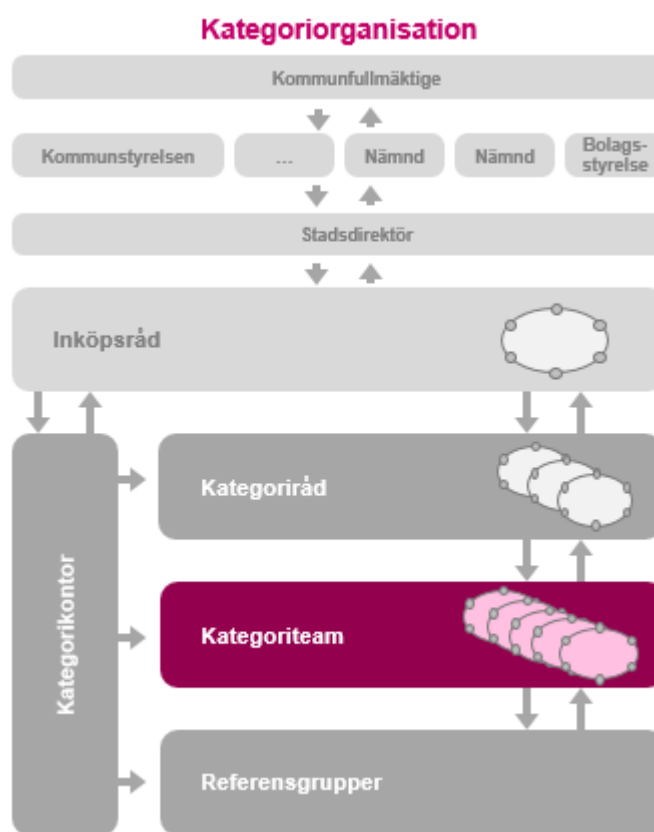 Kategoriorganisation
Kommunfullmäktige
Kommunstyrelsen
...
Nämnd
Nämnd
Bolags-
styrelse
Stadsdirektör
Inköpsråd
Kategorikontor
Kategoriråd
Kategoriteam
Referensgrupper